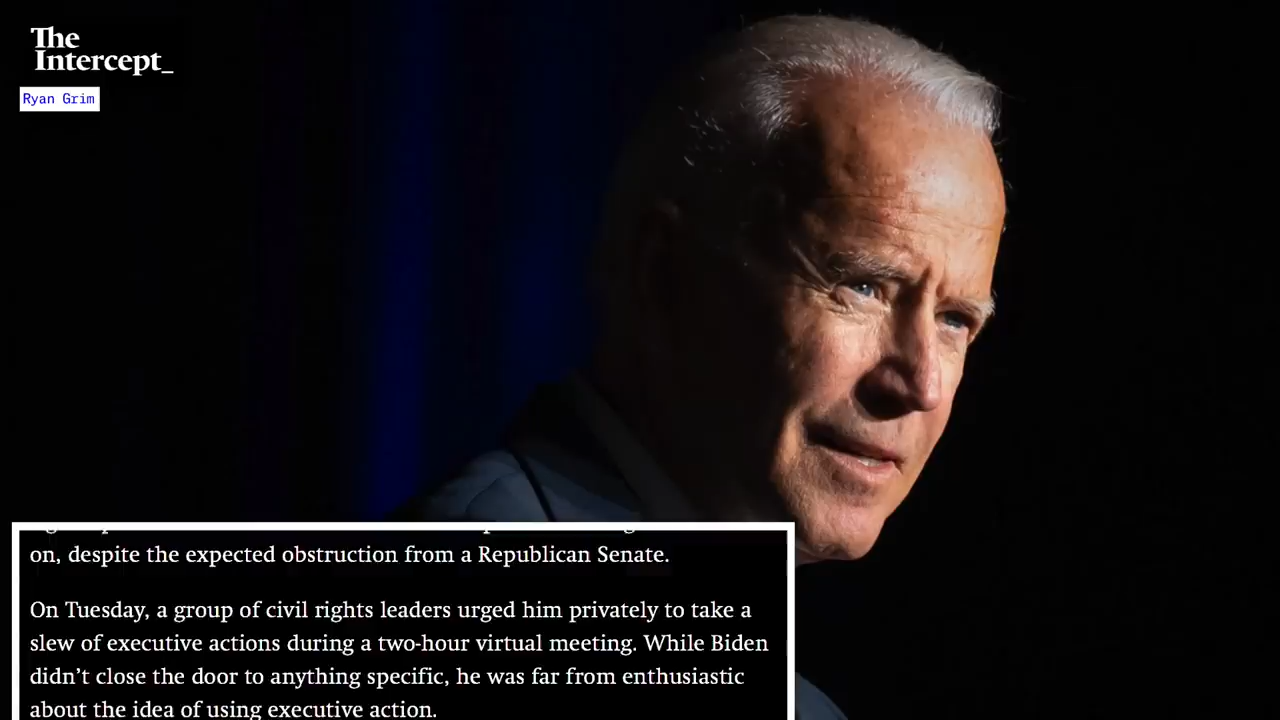 The
Intercept_
Ryan Grim
on, despite the expected obstruction from a Republican Senate.
On Tuesday, a group of civil rights leaders urged him privately to take a
slew of executive actions during a two-hour virtual meeting. While Biden
didn’t close the door to anything specific, he was far from enthusiastic
about the idea of using executive action.